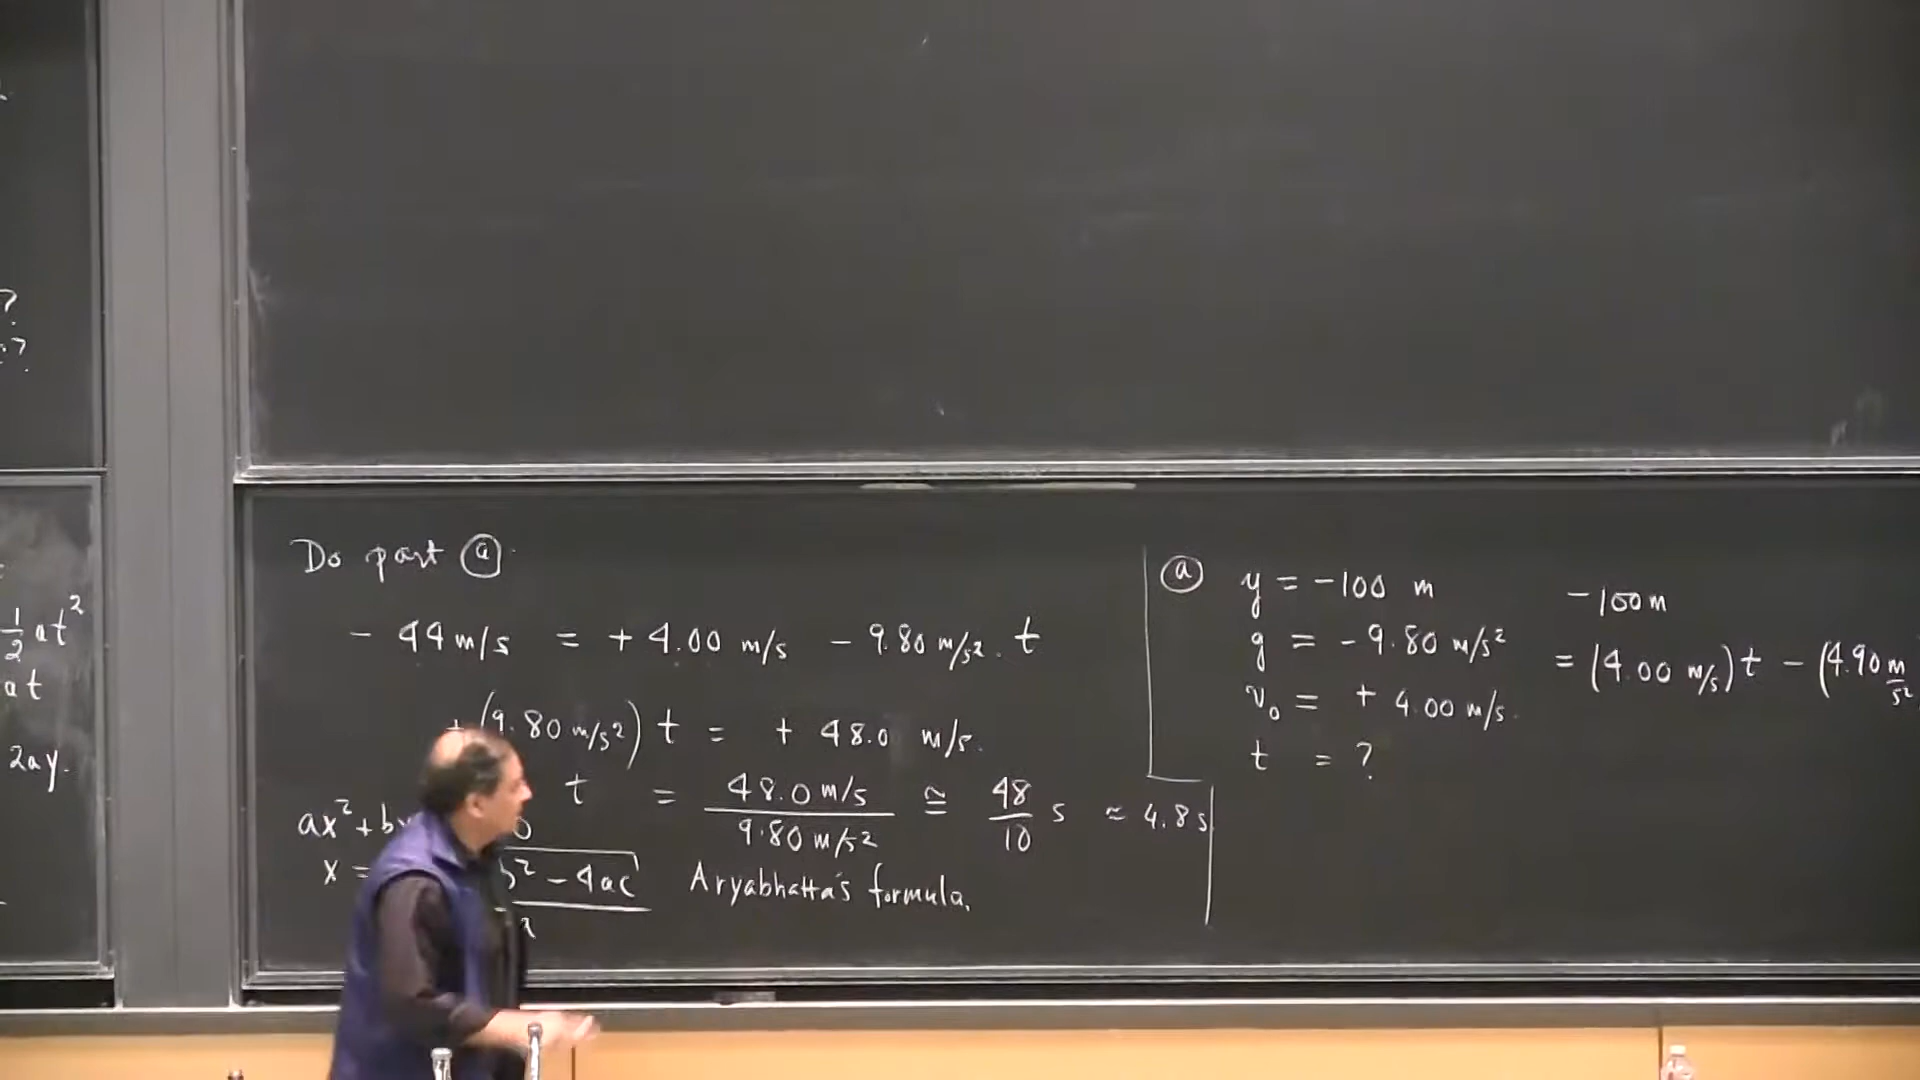 ?
?
1/2 at²
at
2ay.
Do part ⓐ
- 44 m/s = + 4.00 m/s - 9.80 m/s². t
+ (9.80 m/s²) t = + 48.0 m/s.
t = 48.0 m/s / 9.80 m/s² ≅ 48/10 s ≈ 4.8 s
ax² + bx 0
x = b² - 4ac Aryabhatta's formula.
ⓐ y = -100 m
g = - 9.80 m/s²
v₀ = + 4.00 m/s.
t = ?
-100 m
= (4.00 m/s) t - (4.90 m/s²